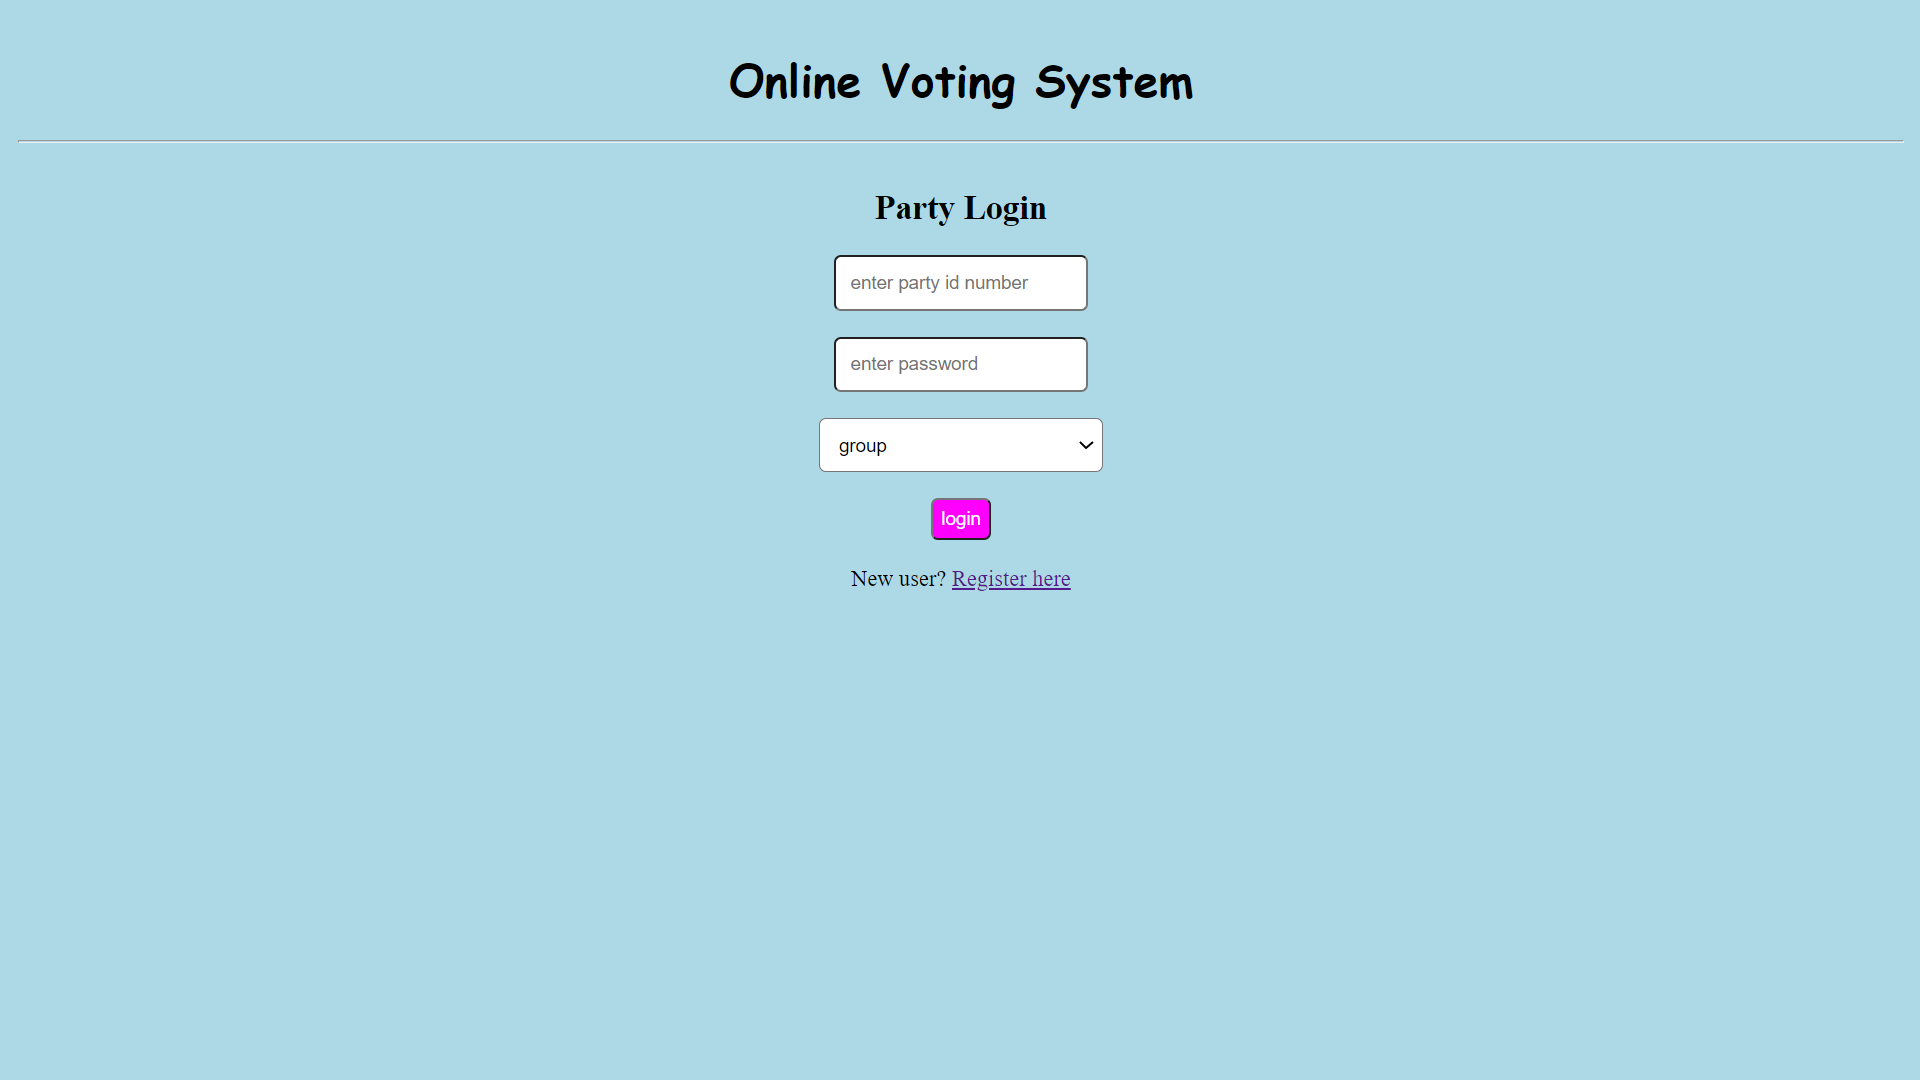 Online Voting System
Party Login
enter party id number
enter password
group
login
New user? Register here